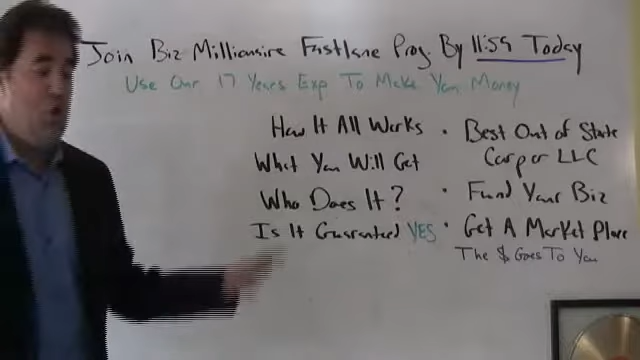 Join Biz Millionaire Fastlane Prog. By 11:59 Today
Use Our 17 Years Exp To Make You Money
How It All Works
What You Will Get
Who Does It?
Is It Guaranteed YES
• Best Out of State
Corp or LLC
• Fund Your Biz
• Get A Market Place
The $ Goes To You